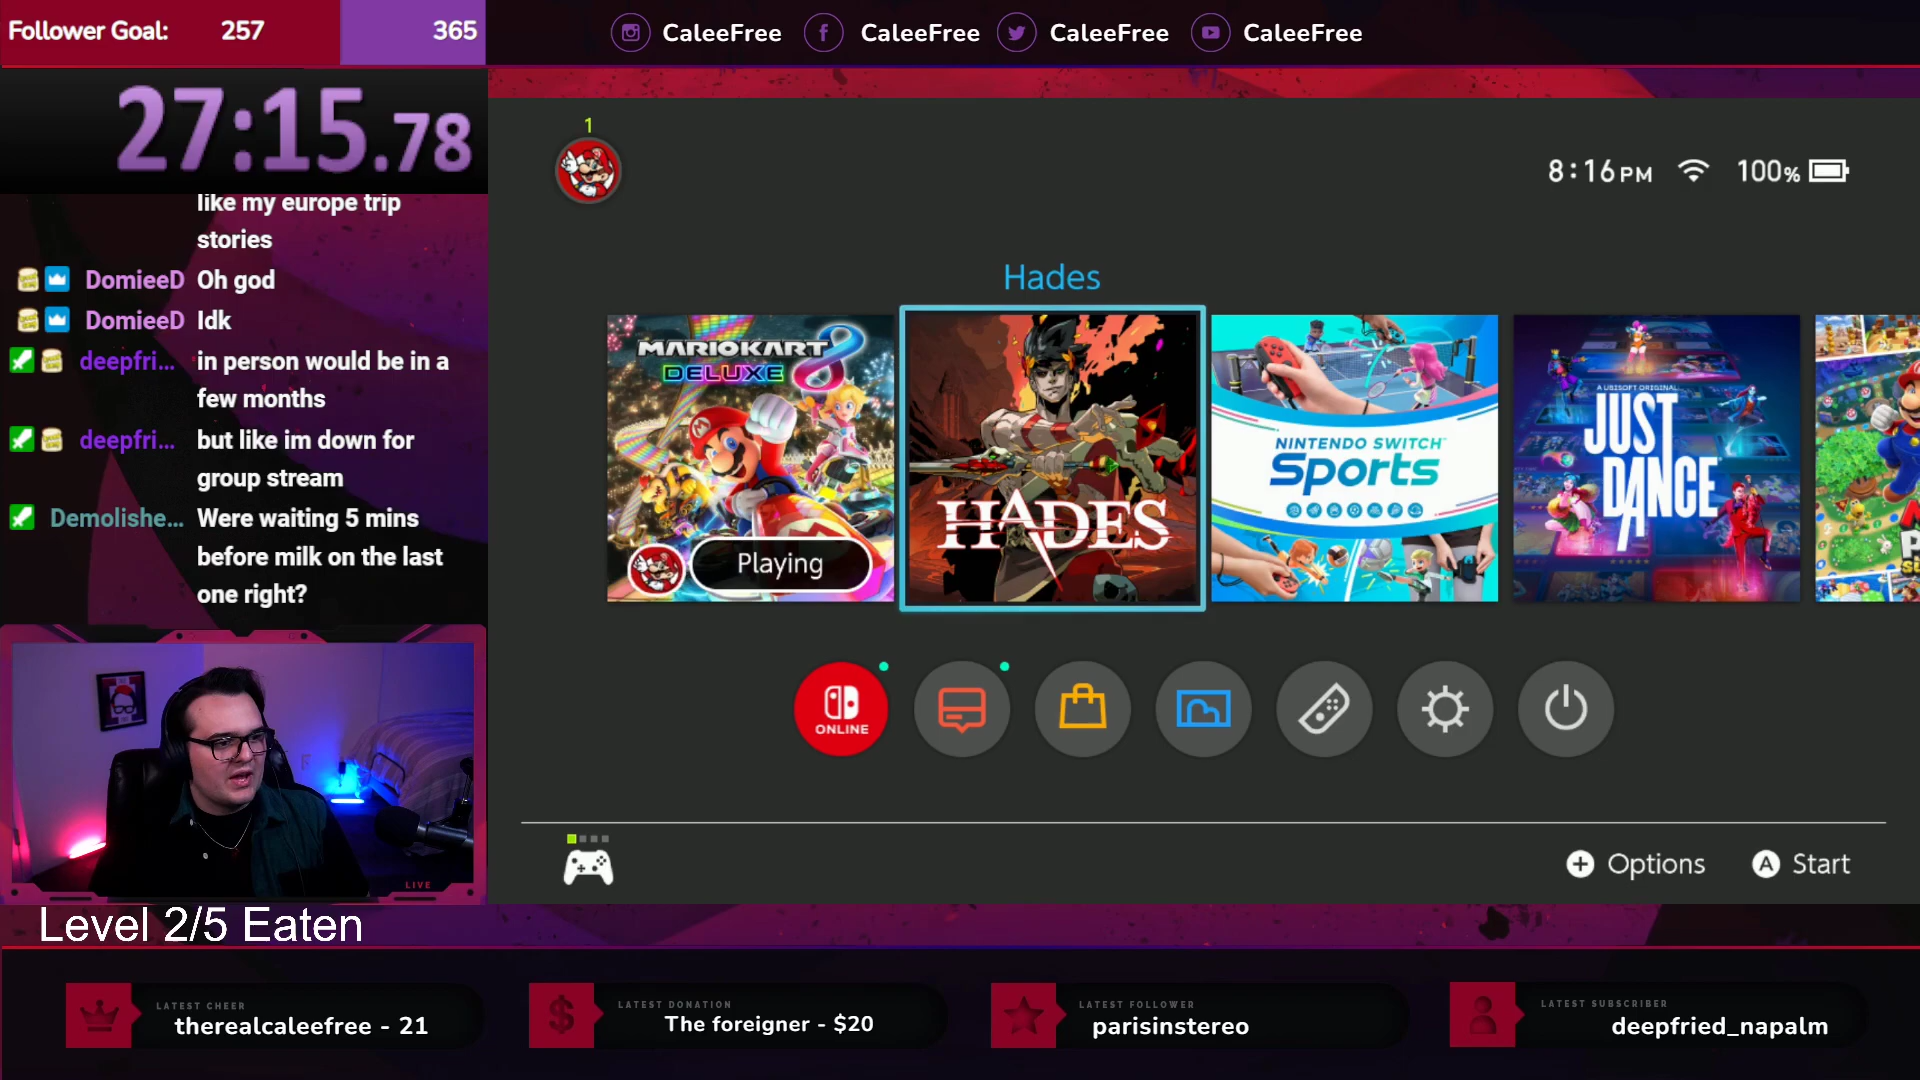 Follower Goal: 257 365
CaleeFree CaleeFree CaleeFree CaleeFree
27:15.78
like my europe trip
stories
DomieeD Oh god
DomieeD Idk
deepfri... in person would be in a
few months
deepfri... but like im down for
group stream
Demolishe... Were waiting 5 mins
before milk on the last
one right?
LIVE
Level 2/5 Eaten
1
8:16PM 100%
Hades
MARIOKART 8
DELUXE
Playing
HADES
NINTENDO SWITCH
Sports
A UBISOFT ORIGINAL
JUST
DANCE
ONLINE
+ Options A Start
LATEST CHEER
therealcaleefree - 21
LATEST DONATION
The foreigner - $20
LATEST FOLLOWER
parisinstereo
LATEST SUBSCRIBER
deepfried_napalm